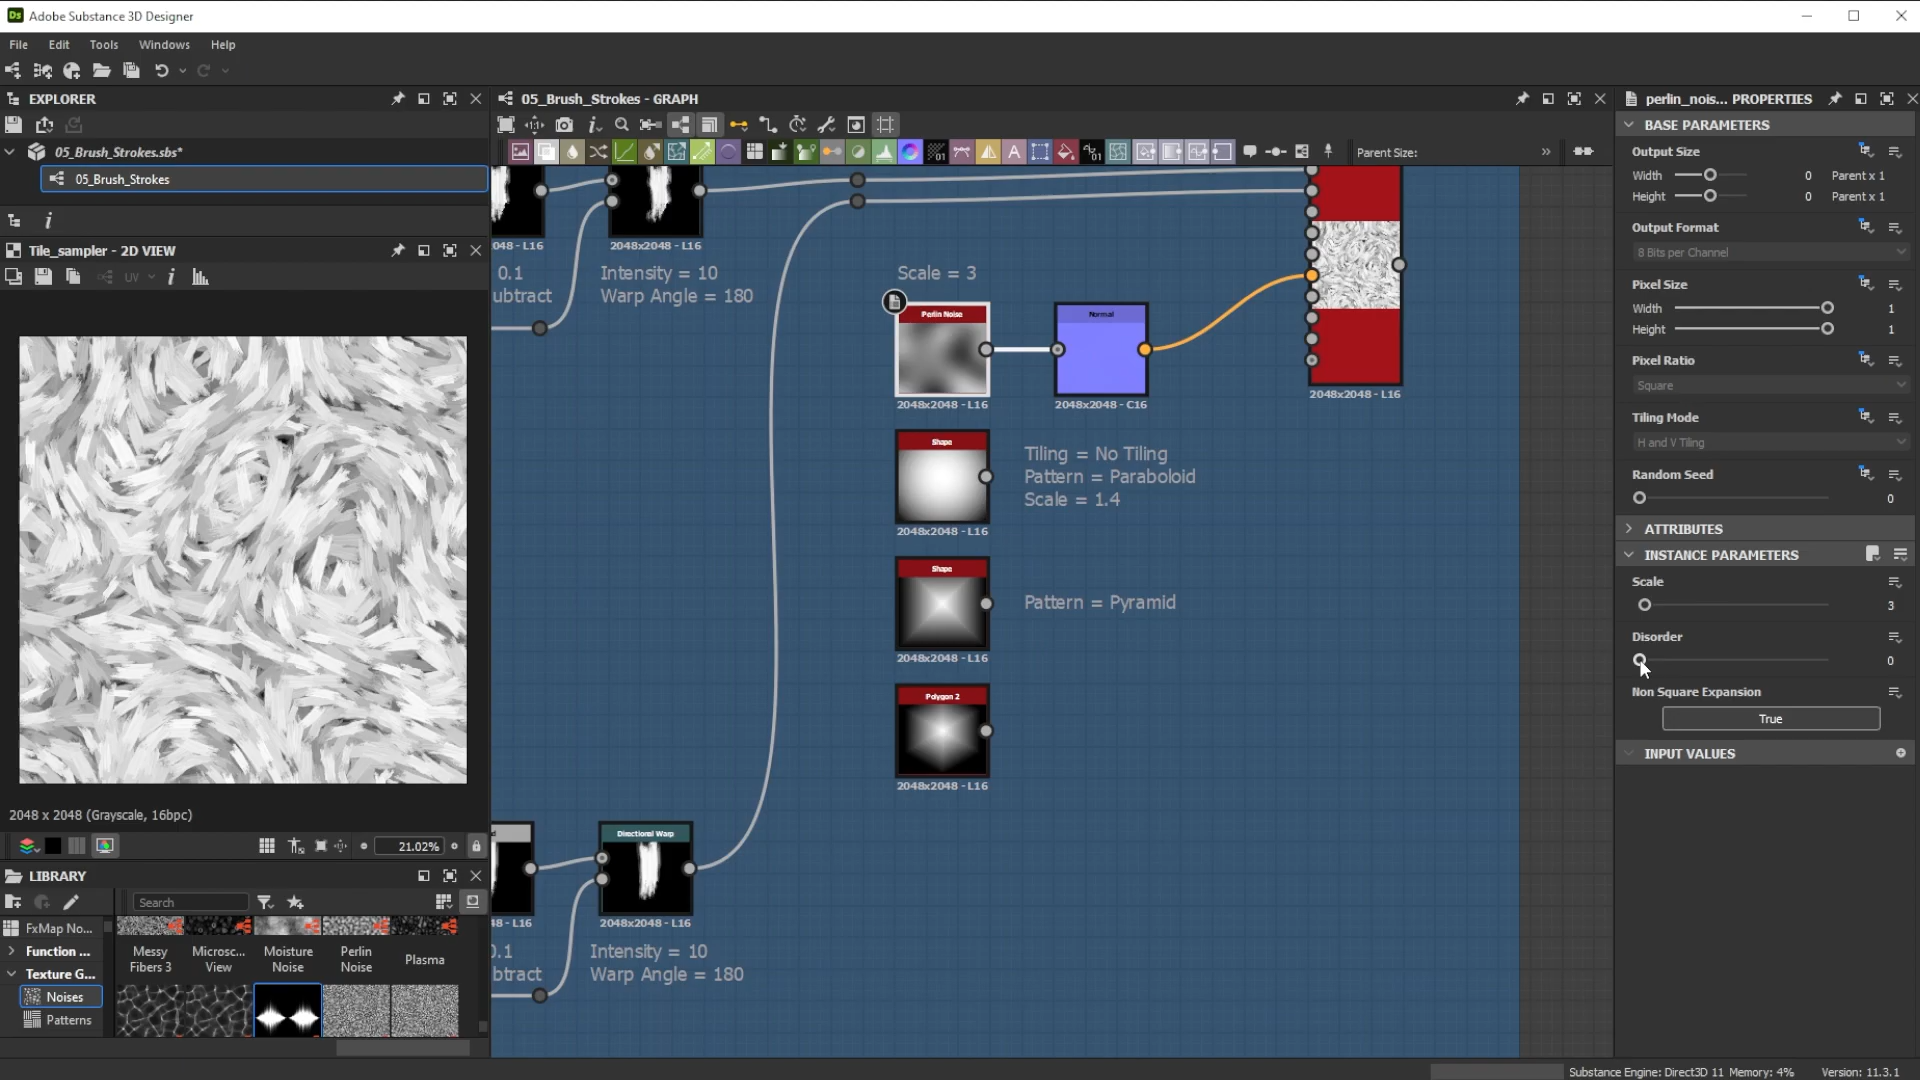 Adobe Substance 3D Designer
File Edit Tools Windows Help
EXPLORER
05_Brush_Strokes.sbs*
05_Brush_Strokes
Tile_sampler - 2D VIEW
UV
2048 x 2048 (Grayscale, 16bpc)
21.02%
LIBRARY
Search
FxMap No...
Function ...
Texture G...
Noises
Patterns
Messy Fibers 3
Microsc... View
Moisture Noise
Perlin Noise
Plasma
05_Brush_Strokes - GRAPH
Parent Size:
048 - L16
2048x2048 - L16
0.1
ubtract
Intensity = 10
Warp Angle = 180
Scale = 3
Perlin Noise
2048x2048 - L16
Normal
2048x2048 - C16
2048x2048 - L16
Shape
2048x2048 - L16
Tiling = No Tiling
Pattern = Paraboloid
Scale = 1.4
Shape
2048x2048 - L16
Pattern = Pyramid
Polygon 2
2048x2048 - L16
d
48 - L16
Directional Warp
2048x2048 - L16
0.1
btract
Intensity = 10
Warp Angle = 180
perlin_nois... PROPERTIES
BASE PARAMETERS
Output Size
Width 0 Parent x 1
Height 0 Parent x 1
Output Format
8 Bits per Channel
Pixel Size
Width 1
Height 1
Pixel Ratio
Square
Tiling Mode
H and V Tiling
Random Seed
0
ATTRIBUTES
INSTANCE PARAMETERS
Scale
3
Disorder
0
Non Square Expansion
True
INPUT VALUES
Substance Engine: Direct3D 11 Memory: 4% Version: 11.3.1